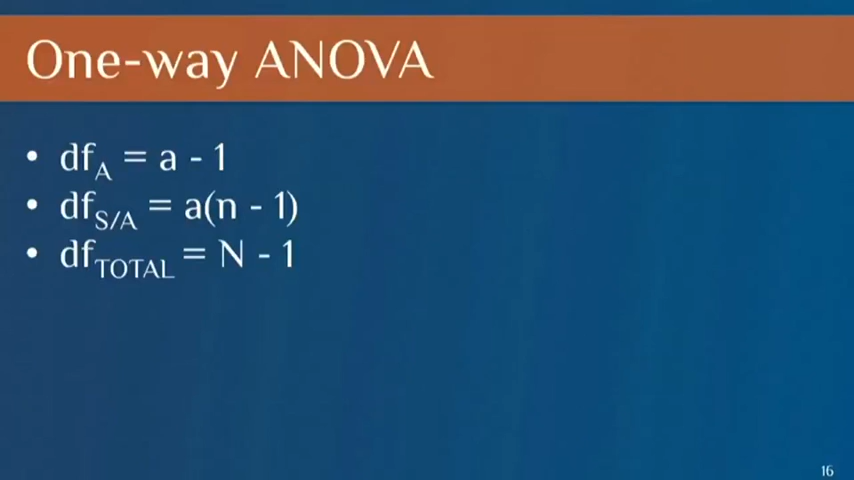 One-way ANOVA
• df_A = a - 1
• df_S/A = a(n - 1)
• df_TOTAL = N - 1
16